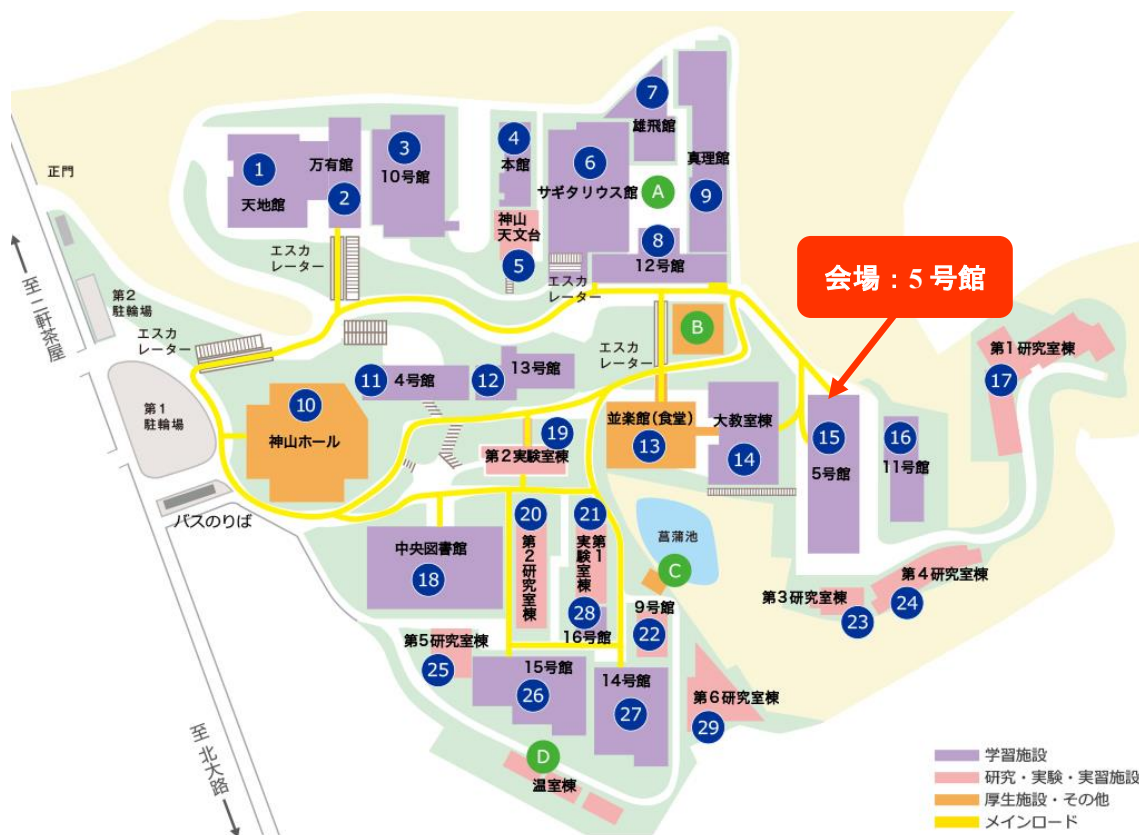 7
雄飛館
4
本館
3
10号館
6
サギタリウス館
真理館
9
A
1
天地館
万有館
2
正門
神山
天文台
5
8
12号館
エスカ
レーター
エスカ
レーター
会場：5号館
至 二軒茶屋
第2
駐輪場
エスカ
レーター
B
エスカ
レーター
第1研究室棟
17
11
4号館
12
13号館
10
神山ホール
第1
駐輪場
並楽館(食堂)
13
大教室棟
14
15
5号館
16
11号館
19
第2実験室棟
バスのりば
中央図書館
18
20
第2研究室棟
21
第1
実験室棟
菖蒲池
C
28
16号館
9号館
22
第3研究室棟
23
第4研究室棟
24
第5研究室棟
25
15号館
26
14号館
27
第6研究室棟
29
D
温室棟
至 北大路
学習施設
研究・実験・実習施設
厚生施設・その他
メインロード